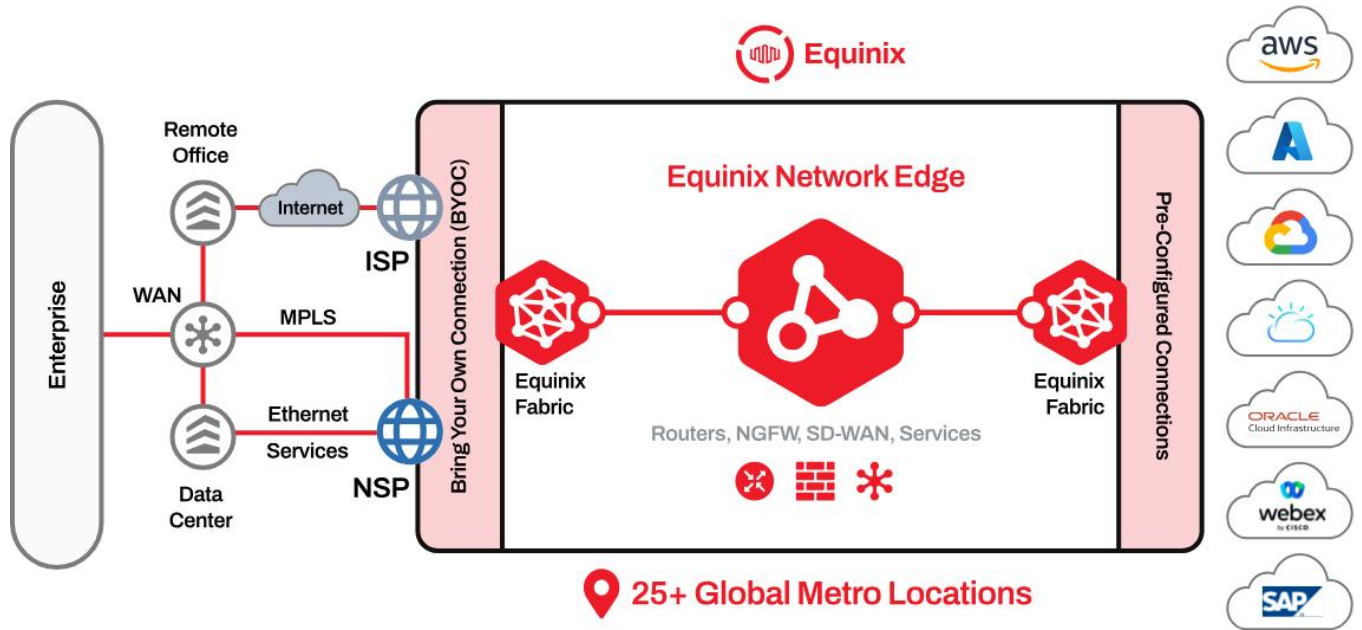 Equinix
aws
Remote
Office
Internet
ISP
WAN
MPLS
Enterprise
Ethernet
Services
NSP
Data
Center
Bring Your Own Connection (BYOC)
Equinix Network Edge
Equinix
Fabric
Equinix
Fabric
Routers, NGFW, SD-WAN, Services
Pre-Configured Connections
ORACLE
Cloud Infrastructure
webex
by CISCO
SAP
25+ Global Metro Locations